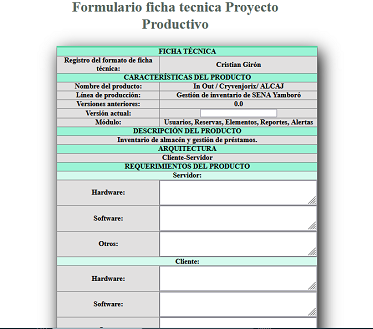 Formulario ficha tecnica Proyecto
Productivo
FICHA TÉCNICA
Registro del formato de ficha técnica: Cristian Girón
CARACTERÍSTICAS DEL PRODUCTO
Nombre del producto: In Out / Cryvenjorix/ ALCAJ
Línea de producción: Gestión de inventario de SENA Yamboró
Versiones anteriores: 0.0
Versión actual:
Módulo: Usuarios, Reservas, Elementos, Reportes, Alertas
DESCRIPCIÓN DEL PRODUCTO
Inventario de almacén y gestión de préstamos.
ARQUITECTURA
Cliente-Servidor
REQUERIMIENTOS DEL PRODUCTO
Servidor:
Hardware:
Software:
Otros:
Cliente:
Hardware:
Software: